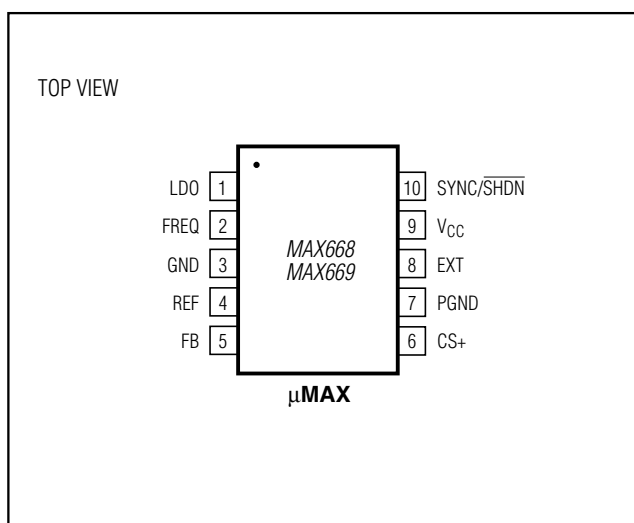 TOP VIEW
LDO 1
FREQ 2
GND 3
REF 4
FB 5
MAX668
MAX669
10 SYNC/S̅H̅D̅N̅
9 VCC
8 EXT
7 PGND
6 CS+
µMAX